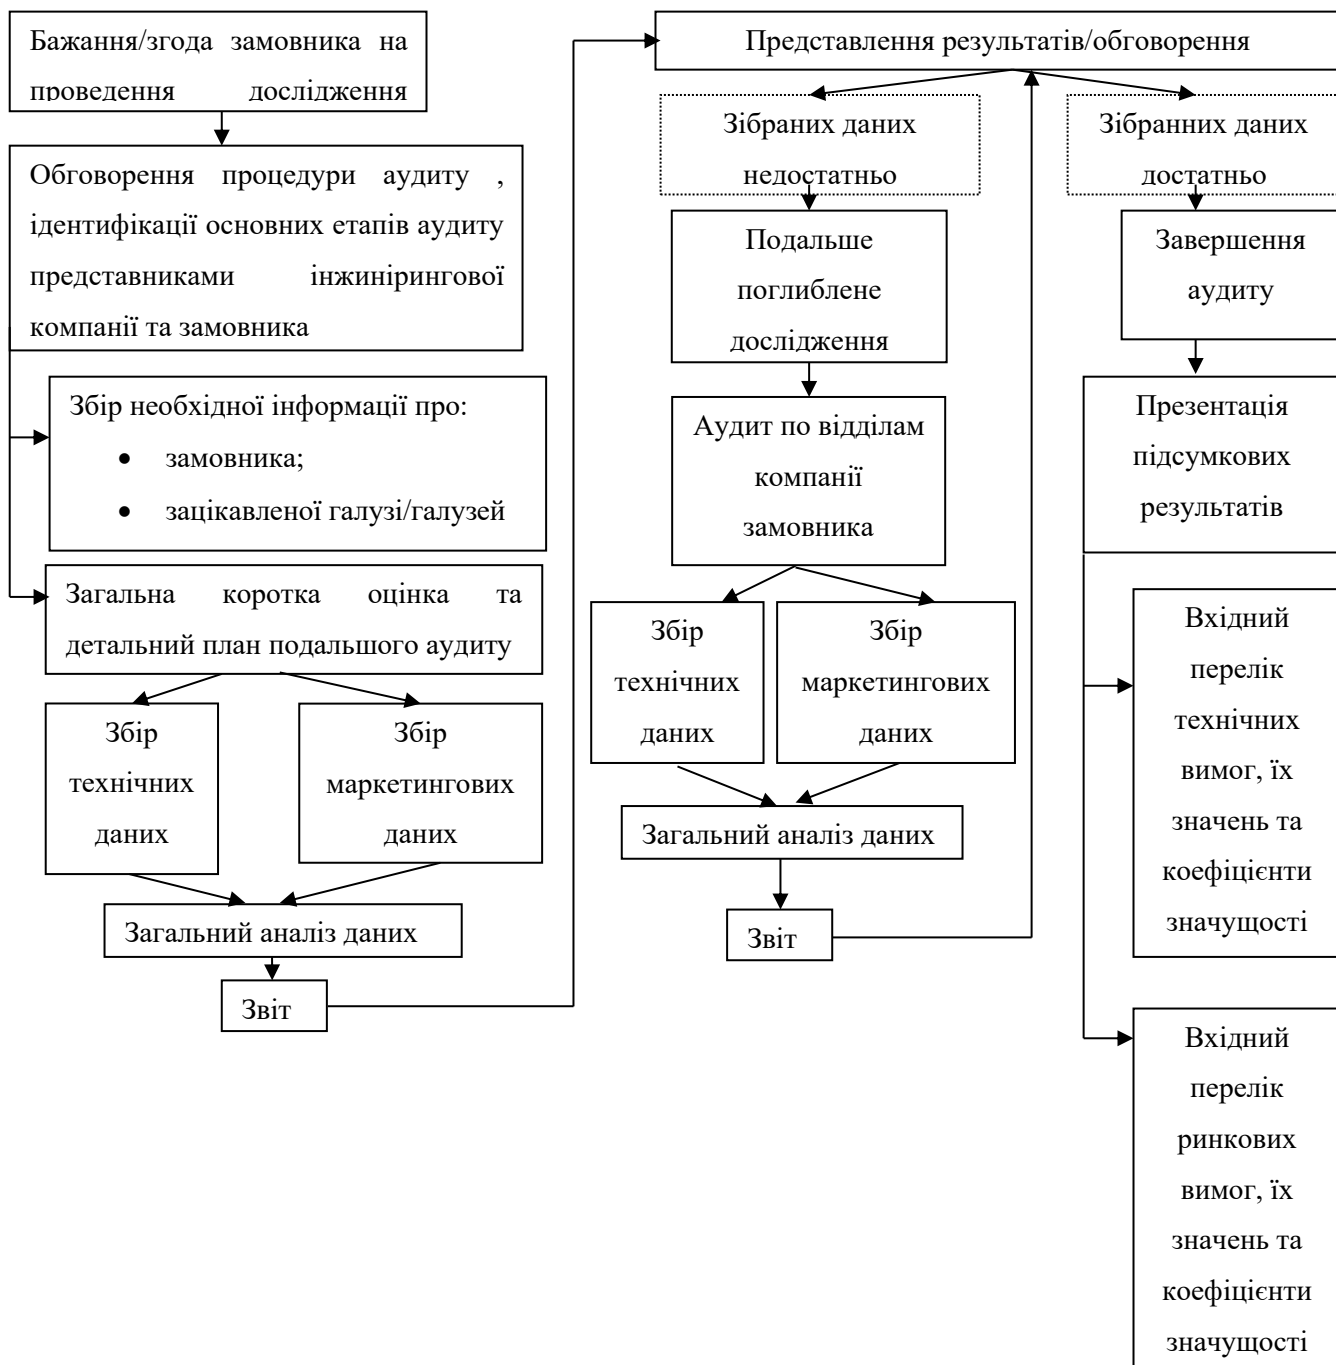 Бажання/згода замовника на
проведення дослідження
Обговорення процедури аудиту ,
ідентифікації основних етапів аудиту
представниками інжинірингової
компанії та замовника
Збір необхідної інформації про:
• замовника;
• зацікавленої галузі/галузей
Загальна коротка оцінка та
детальний план подальшого аудиту
Збір
технічних
даних
Збір
маркетингових
даних
Загальний аналіз даних
Звіт
Представлення результатів/обговорення
Зібраних даних
недостатньо
Подальше
поглиблене
дослідження
Аудит по відділам
компанії
замовника
Збір
технічних
даних
Збір
маркетингових
даних
Загальний аналіз даних
Звіт
Зібранних даних
достатньо
Завершення
аудиту
Презентація
підсумкових
результатів
Вхідний
перелік
технічних
вимог, їх
значень та
коефіцієнти
значущості
Вхідний
перелік
ринкових
вимог, їх
значень та
коефіцієнти
значущості